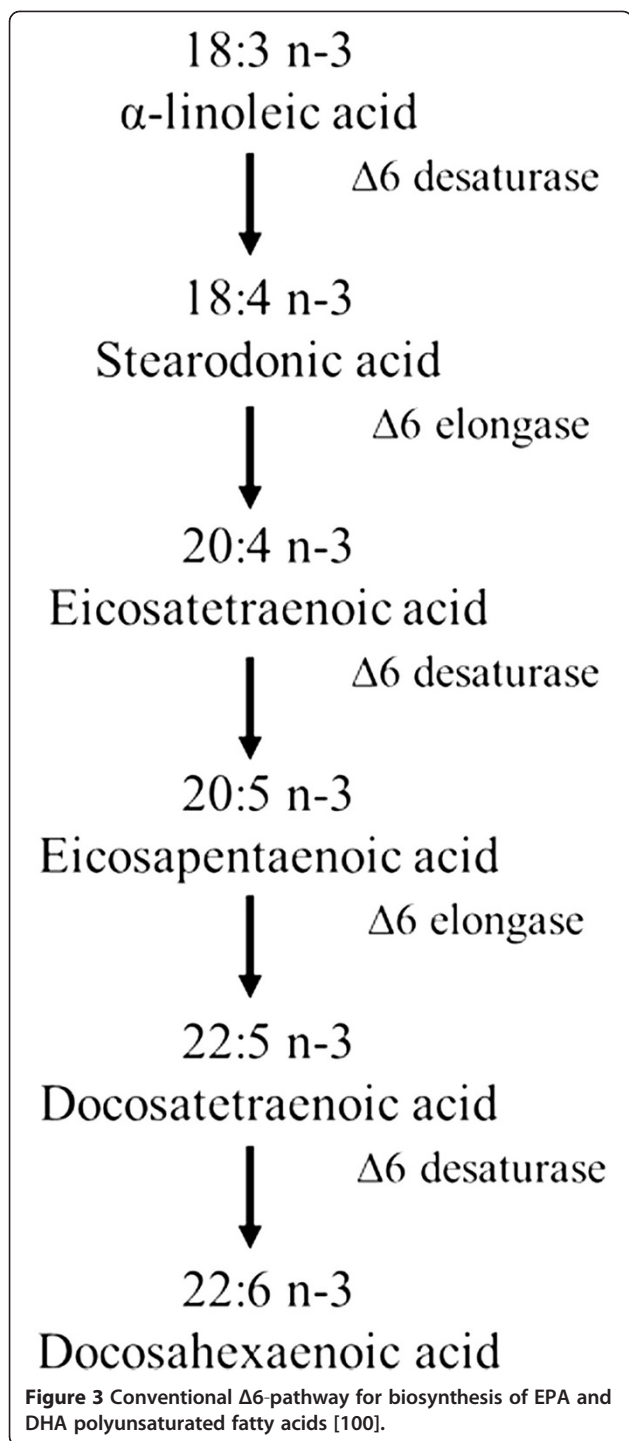 18:3 n-3
α-linoleic acid
Δ6 desaturase
18:4 n-3
Stearodonic acid
Δ6 elongase
20:4 n-3
Eicosatetraenoic acid
Δ6 desaturase
20:5 n-3
Eicosapentaenoic acid
Δ6 elongase
22:5 n-3
Docosatetraenoic acid
Δ6 desaturase
22:6 n-3
Docosahexaenoic acid
Figure 3 Conventional Δ6-pathway for biosynthesis of EPA and
DHA polyunsaturated fatty acids [100].